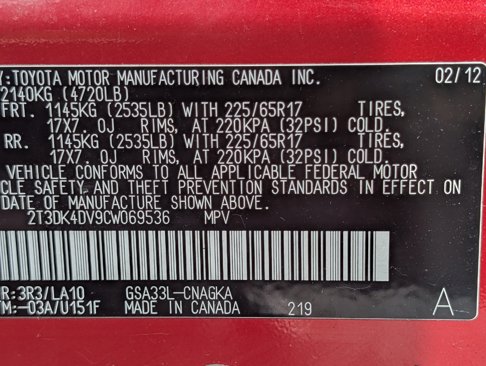 Y:TOYOTA MOTOR MANUFACTURING CANADA INC. 02/12
2140KG (4720LB)
FRT. 1145KG (2535LB) WITH 225/65R17 TIRES,
17X7.0J RIMS, AT 220KPA (32PSI) COLD.
RR. 1145KG (2535LB) WITH 225/65R17 TIRES,
17X7.0J RIMS, AT 220KPA (32PSI) COLD.
VEHICLE CONFORMS TO ALL APPLICABLE FEDERAL MOTOR
CLE SAFETY AND THEFT PREVENTION STANDARDS IN EFFECT ON
DATE OF MANUFACTURE SHOWN ABOVE.
2T3DK4DV9CW069536 MPV
R:3R3/LA10 GSA33L-CNAGKA
M:-03A/U151F MADE IN CANADA 219 A